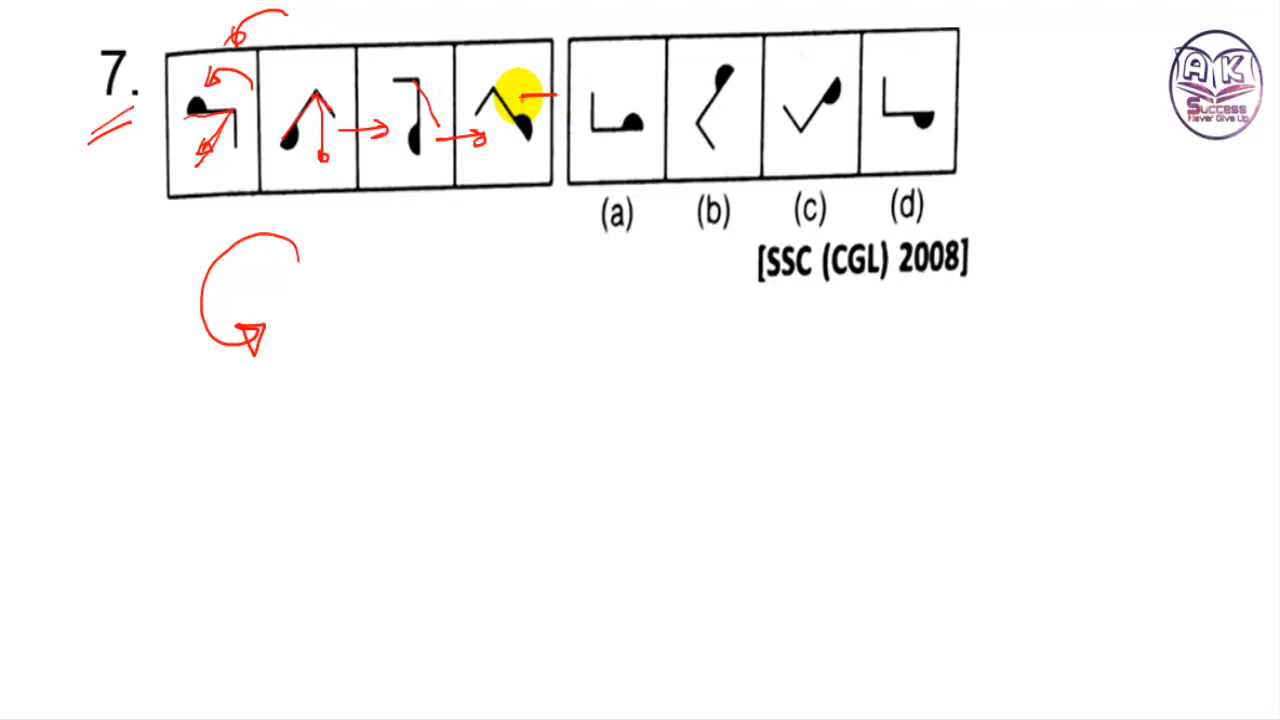 7.
(a) (b) (c) (d)
[SSC (CGL) 2008]
AK
Success
Never Give Up